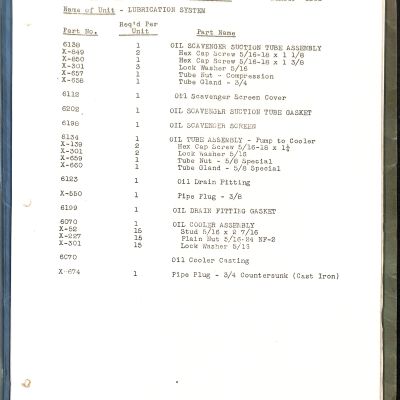 Name of Unit - LUBRICATION SYSTEM
Part No. Req'd Per Unit Part Name
6138 1 OIL SCAVENGER SUCTION TUBE ASSEMBLY
X-849 2 Hex Cap Screw 5/16-18 x 1 1/8
X-850 1 Hex Cap Screw 5/16-18 x 1 3/8
X-301 3 Lock Washer 5/16
X-657 1 Tube Nut - Compression
X-658 1 Tube Gland - 3/4
6112 1 Oil Scavenger Screen Cover
6202 1 OIL SCAVENGER SUCTION TUBE GASKET
6198 1 OIL SCAVENGER SCREEN
6134 1 OIL TUBE ASSEMBLY - Pump to Cooler
X-139 2 Hex Cap Screw 5/16-18 x 1¼
X-301 2 Lock Washer 5/16
X-659 1 Tube Nut - 5/8 Special
X-660 1 Tube Gland - 5/8 Special
6123 1 Oil Drain Fitting
X-550 1 Pipe Plug - 3/8
6199 1 OIL DRAIN FITTING GASKET
6070 1 OIL COOLER ASSEMBLY
X-52 15 Stud 5/16 x 2 7/16
X-227 15 Plain Nut 5/16-24 NF-2
X-301 15 Lock Washer 5/16
6070 Oil Cooler Casting
X-674 1 Pipe Plug - 3/4 Countersunk (Cast Iron)